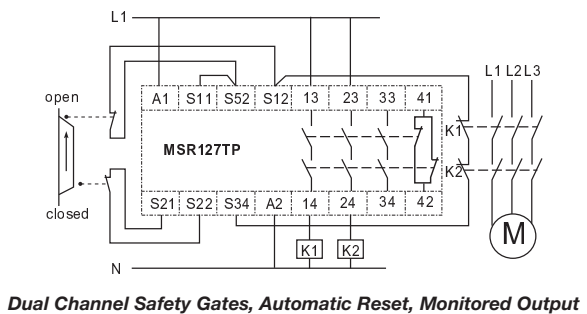 L1
L1 L2 L3
open
A1 S11 S52 S12 13 23 33 41
K1
MSR127TP
K2
closed
S21 S22 S34 A2 14 24 34 42
M
K1 K2
N
Dual Channel Safety Gates, Automatic Reset, Monitored Output